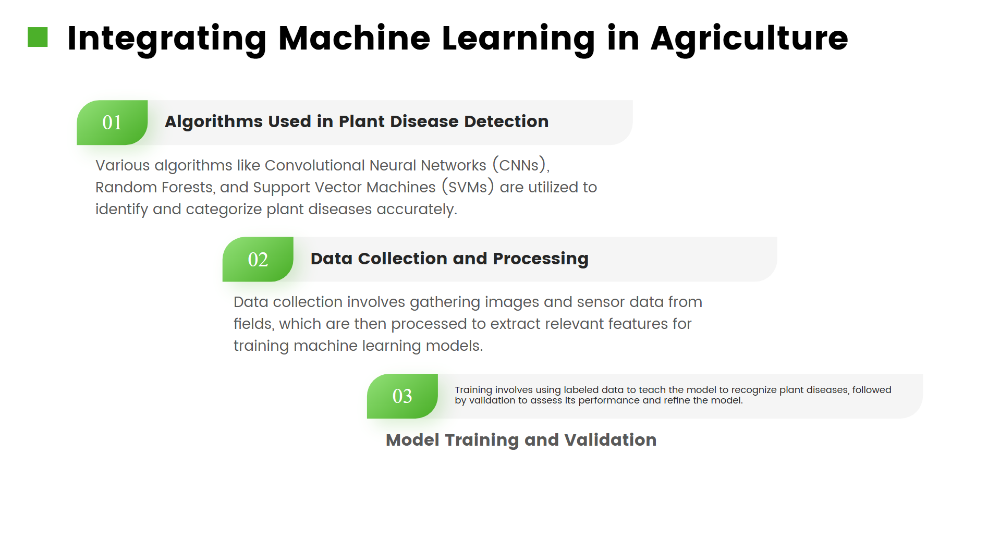 Integrating Machine Learning in Agriculture
01
Algorithms Used in Plant Disease Detection
Various algorithms like Convolutional Neural Networks (CNNs),
Random Forests, and Support Vector Machines (SVMs) are utilized to
identify and categorize plant diseases accurately.
02
Data Collection and Processing
Data collection involves gathering images and sensor data from
fields, which are then processed to extract relevant features for
training machine learning models.
03
Training involves using labeled data to teach the model to recognize plant diseases, followed
by validation to assess its performance and refine the model.
Model Training and Validation